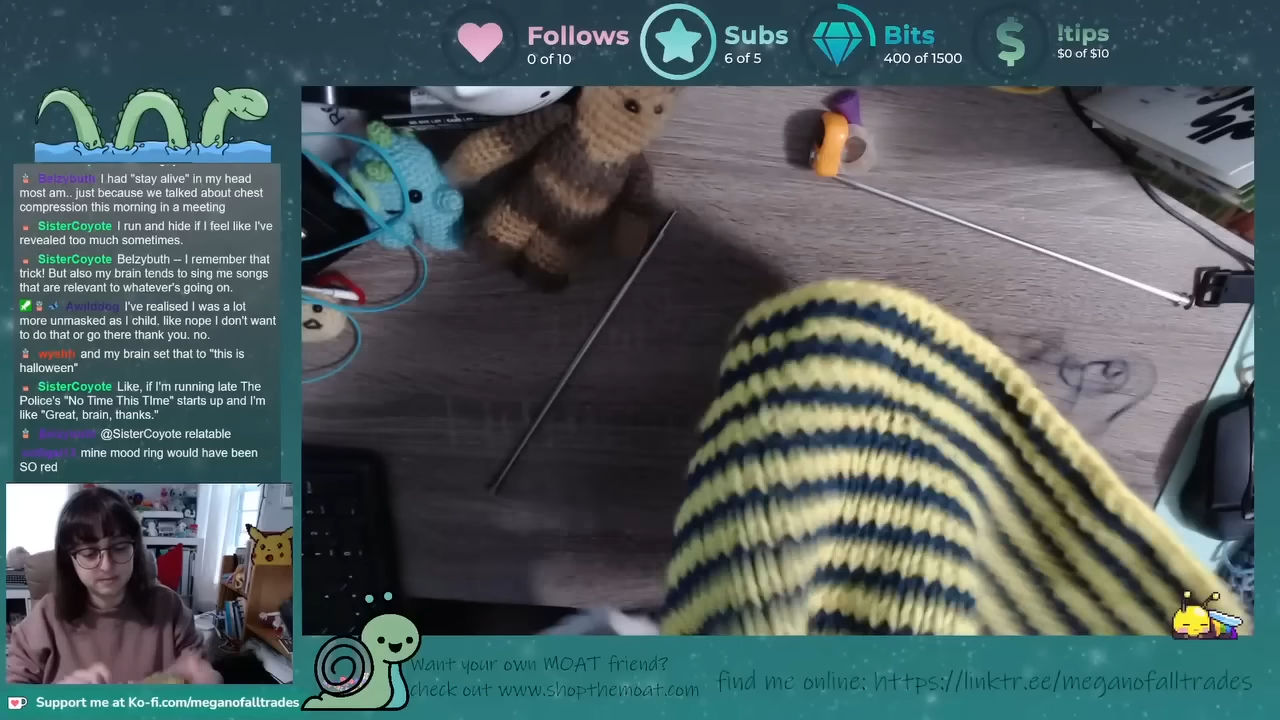 Follows
0 of 10
Subs
6 of 5
Bits
400 of 1500
!tips
$0 of $10
Belzybuth I had "stay alive" in my head
most am.. just because we talked about chest
compression this morning in a meeting
SisterCoyote I run and hide if I feel like I've
revealed too much sometimes.
SisterCoyote Belzybuth – I remember that
trick! But also my brain tends to sing me songs
that are relevant to whatever's going on.
Awilddog I've realised I was a lot
more unmasked as I child, like nope I don't want
to do that or go there thank you. no.
wyshh and my brain set that to "this is
halloween"
SisterCoyote Like, if I'm running late The
Police's "No Time This TIme" starts up and I'm
like "Great, brain, thanks."
Belzybuth @SisterCoyote relatable
mine mood ring would have been
SO red
Want your own MOAT friend?
check out www.shopthemoat.com
find me online: https://linktr.ee/meganofalltrades
Support me at Ko-fi.com/meganofalltrades